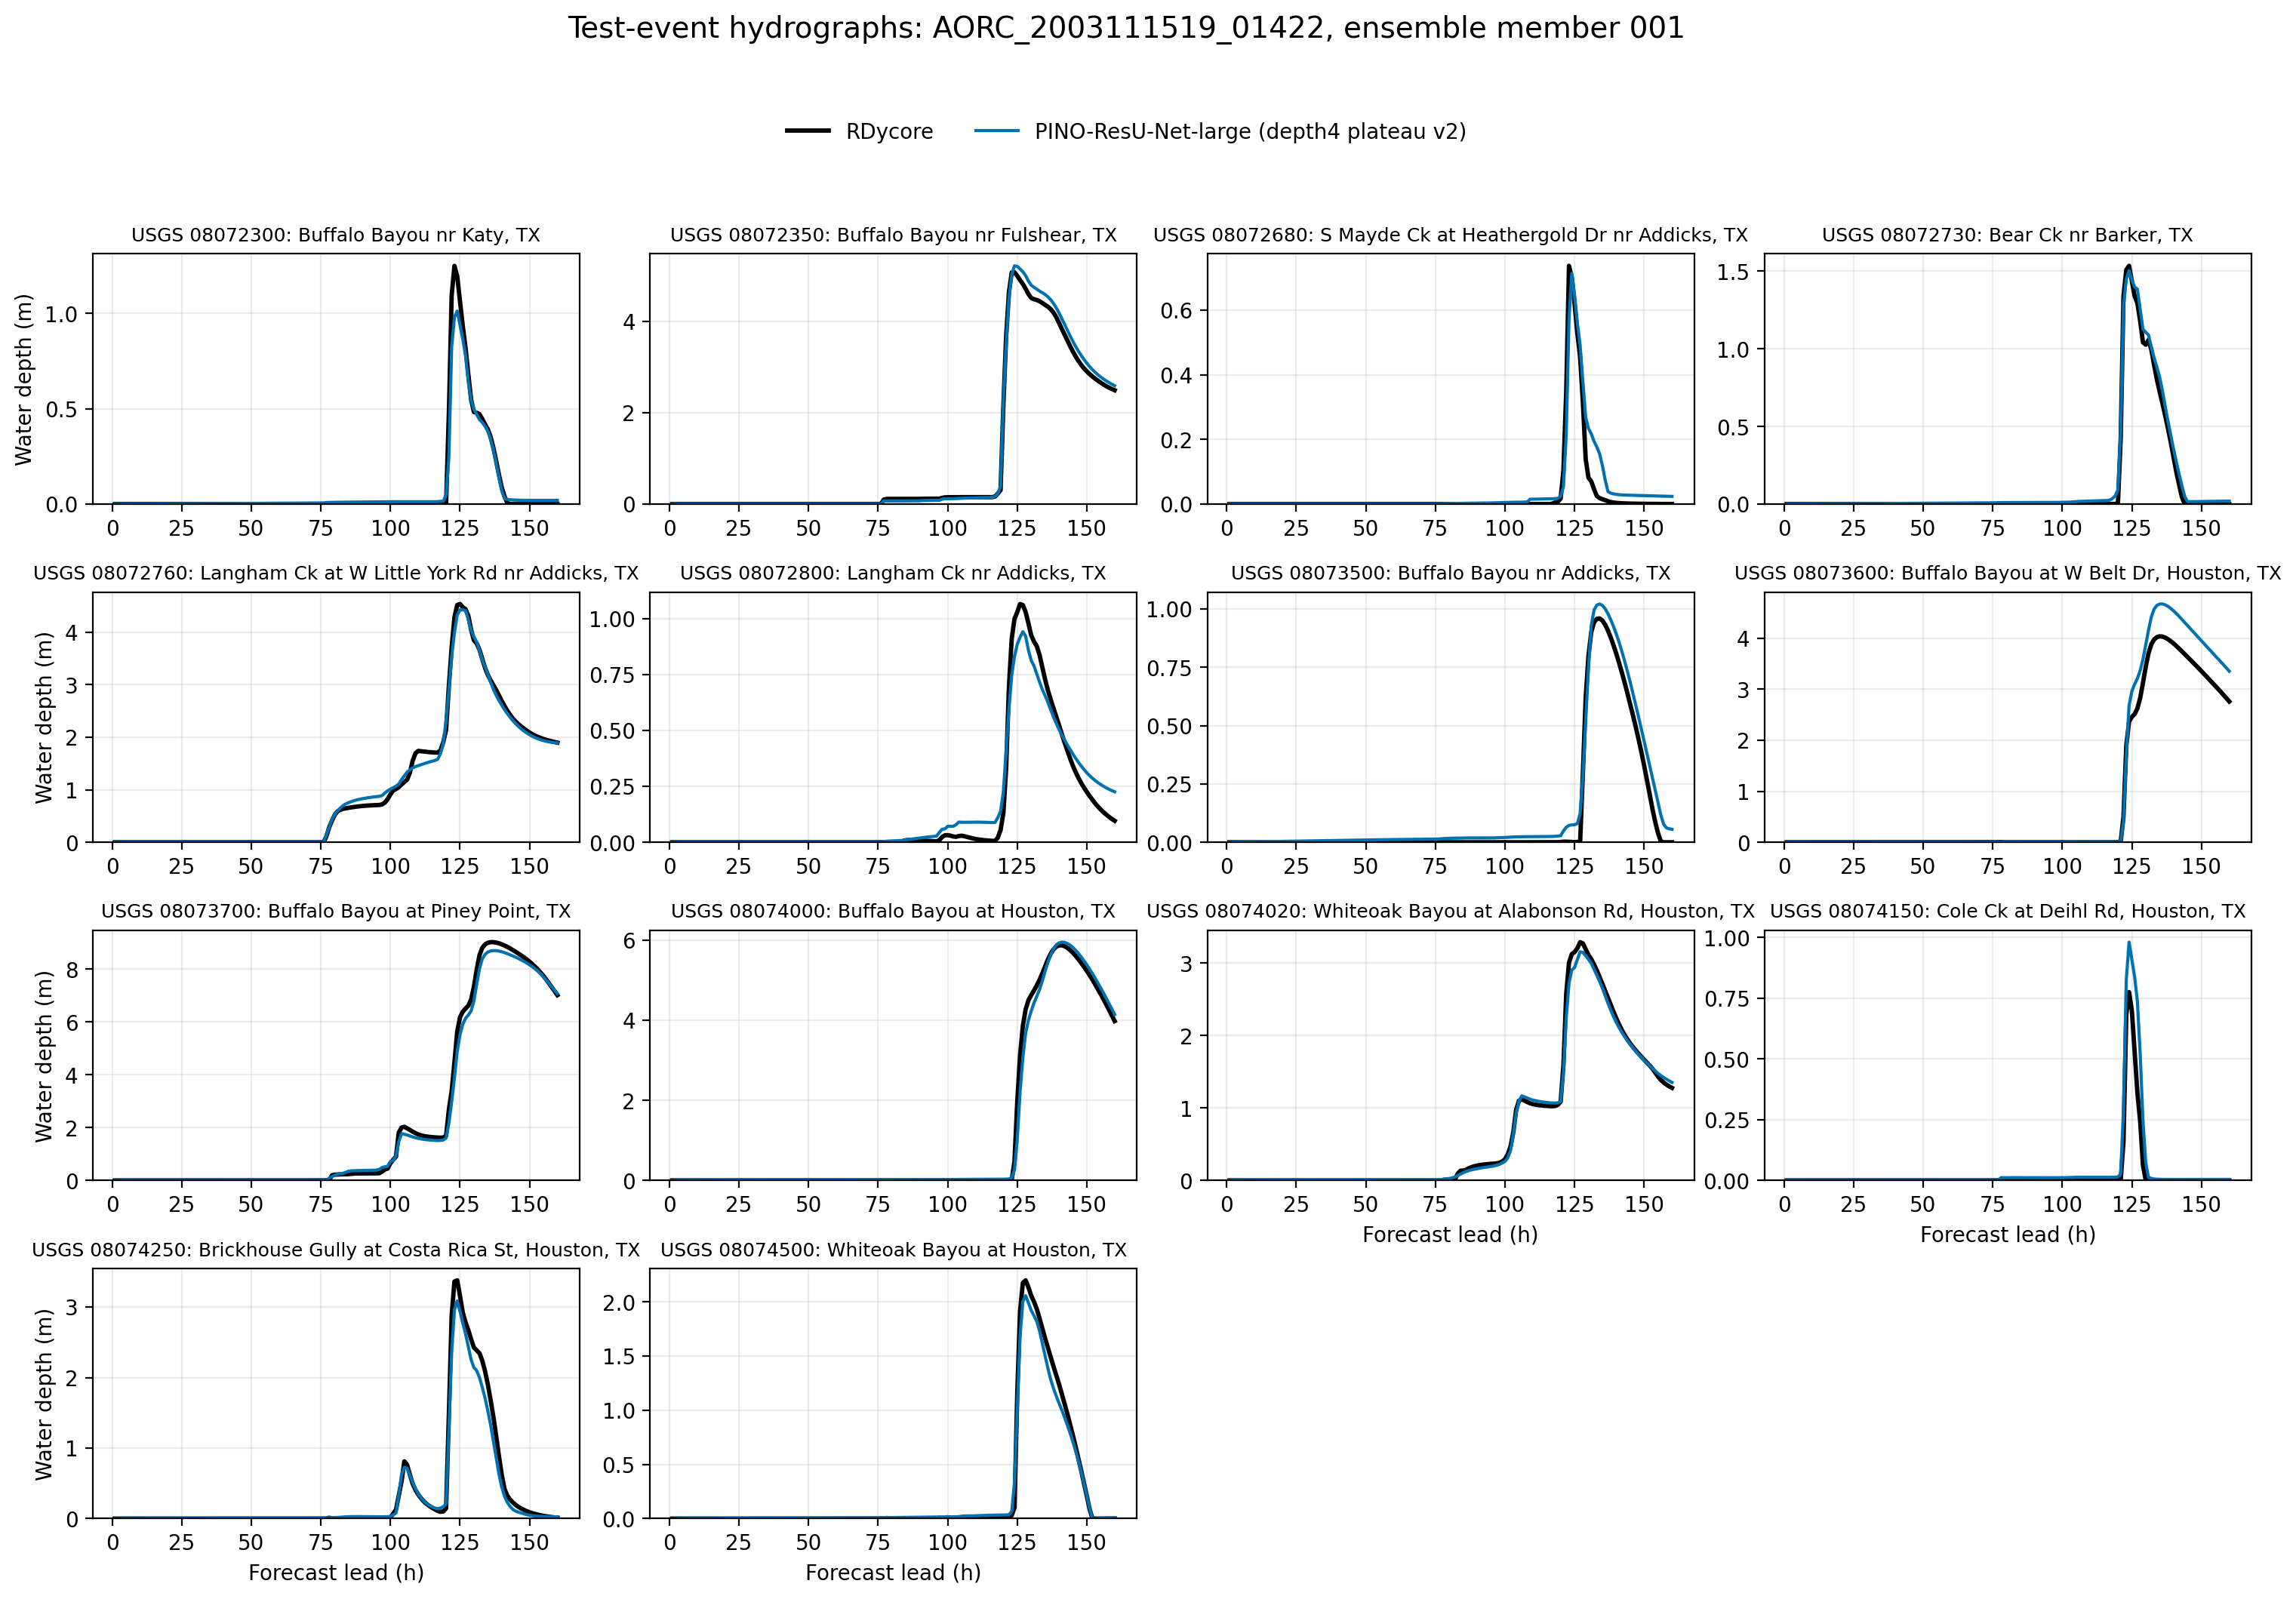 Test-event hydrographs: AORC_2003111519_01422, ensemble member 001
RDycore
PINO-ResU-Net-large (depth4 plateau v2)
USGS 08072300: Buffalo Bayou nr Katy, TX
Water depth (m)
1.0
0.5
0.0
0 25 50 75 100 125 150
USGS 08072350: Buffalo Bayou nr Fulshear, TX
4
2
0
0 25 50 75 100 125 150
USGS 08072680: S Mayde Ck at Heathergold Dr nr Addicks, TX
0.6
0.4
0.2
0.0
0 25 50 75 100 125 150
USGS 08072730: Bear Ck nr Barker, TX
1.5
1.0
0.5
0.0
0 25 50 75 100 125 150
USGS 08072760: Langham Ck at W Little York Rd nr Addicks, TX
Water depth (m)
4
3
2
1
0
0 25 50 75 100 125 150
USGS 08072800: Langham Ck nr Addicks, TX
1.00
0.75
0.50
0.25
0.00
0 25 50 75 100 125 150
USGS 08073500: Buffalo Bayou nr Addicks, TX
1.00
0.75
0.50
0.25
0.00
0 25 50 75 100 125 150
USGS 08073600: Buffalo Bayou at W Belt Dr, Houston, TX
4
3
2
1
0
0 25 50 75 100 125 150
USGS 08073700: Buffalo Bayou at Piney Point, TX
Water depth (m)
8
6
4
2
0
0 25 50 75 100 125 150
USGS 08074000: Buffalo Bayou at Houston, TX
6
4
2
0
0 25 50 75 100 125 150
USGS 08074020: Whiteoak Bayou at Alabonson Rd, Houston, TX
3
2
1
0
0 25 50 75 100 125 150
Forecast lead (h)
USGS 08074150: Cole Ck at Deihl Rd, Houston, TX
1.00
0.75
0.50
0.25
0.00
0 25 50 75 100 125 150
Forecast lead (h)
USGS 08074250: Brickhouse Gully at Costa Rica St, Houston, TX
Water depth (m)
3
2
1
0
0 25 50 75 100 125 150
Forecast lead (h)
USGS 08074500: Whiteoak Bayou at Houston, TX
2.0
1.5
1.0
0.5
0.0
0 25 50 75 100 125 150
Forecast lead (h)